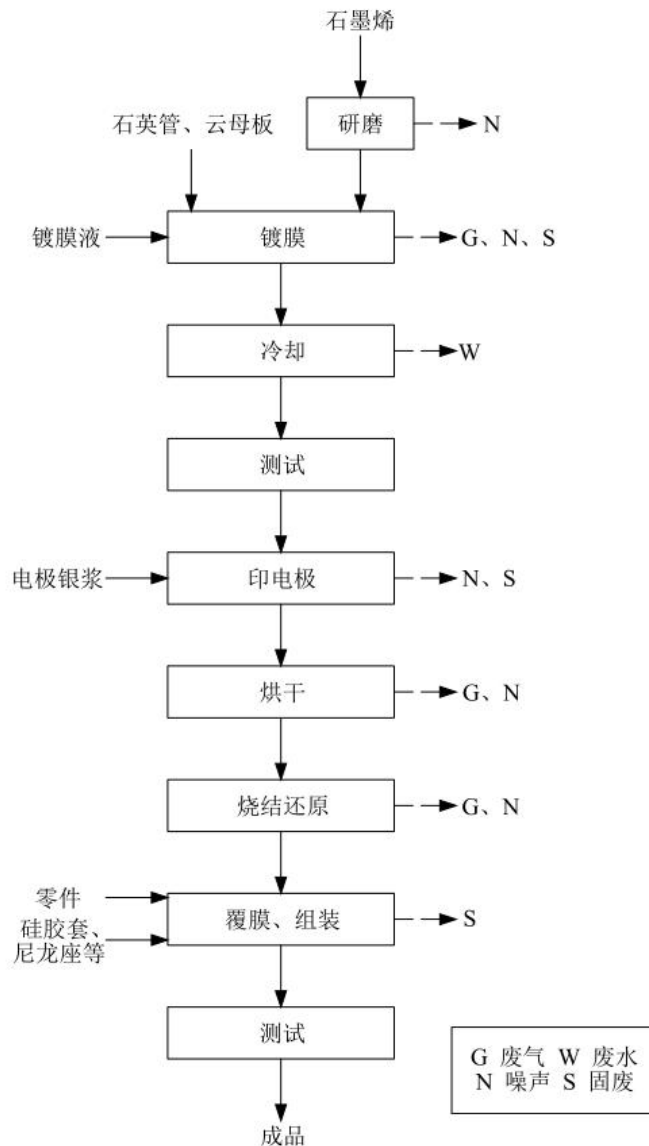 石墨烯
研磨
N
石英管、云母板
镀膜液
镀膜
G、N、S
冷却
W
测试
电极银浆
印电极
N、S
烘干
G、N
烧结还原
G、N
零件
硅胶套、
尼龙座等
覆膜、组装
S
测试
G 废气 W 废水
N 噪声 S 固废
成品